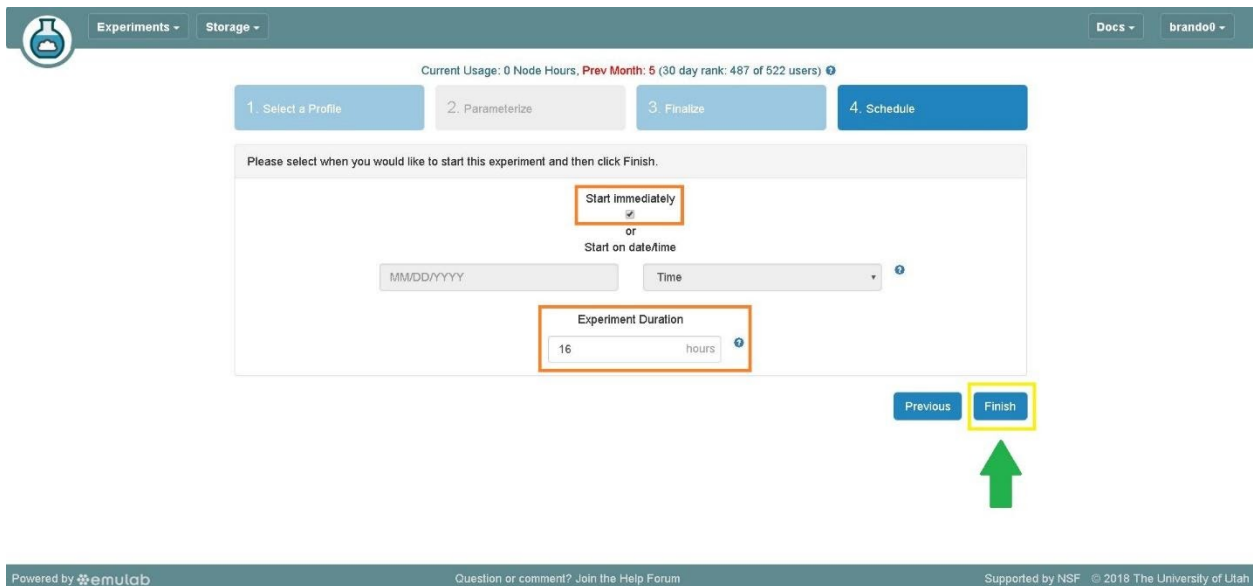 Experiments Storage Docs brando0
Current Usage: 0 Node Hours, Prev Month: 5 (30 day rank: 487 of 522 users)
1. Select a Profile 2. Parameterize 3. Finalize 4. Schedule
Please select when you would like to start this experiment and then click Finish.
Start immediately
or
Start on date/time
MM/DD/YYYY Time
Experiment Duration
16 hours
Previous Finish
Powered by emulab Question or comment? Join the Help Forum Supported by NSF © 2018 The University of Utah